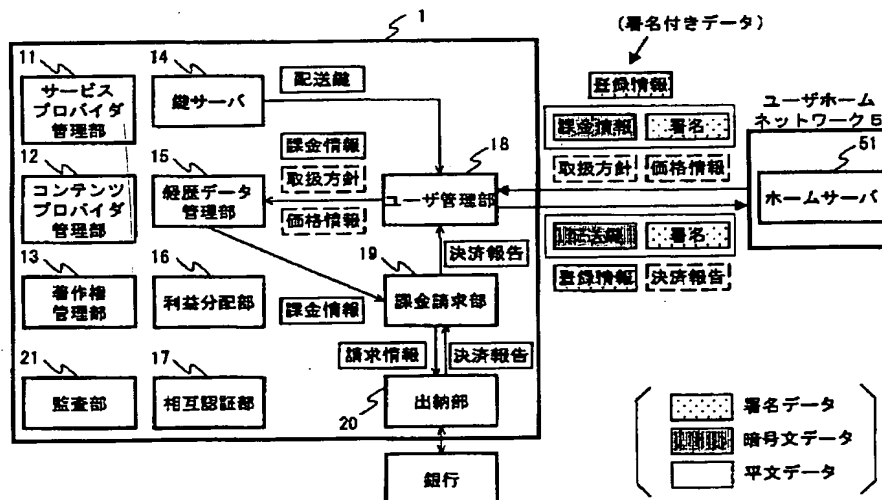 (署名付きデータ)
1
11
サービス
プロバイダ
管理部
14
鍵サーバ
配送鍵
登録情報
課金情報
署名
取扱方針
価格情報
ユーザホーム
ネットワーク5
51
ホームサーバ
12
コンテンツ
プロバイダ
管理部
15
経歴データ
管理部
課金情報
取扱方針
価格情報
18
ユーザ管理部
配送鍵
署名
登録情報
決済報告
13
著作権
管理部
16
利益分配部
課金情報
決済報告
19
課金請求部
請求情報
決済報告
21
監査部
17
相互認証部
20
出納部
銀行
署名データ
暗号文データ
平文データ